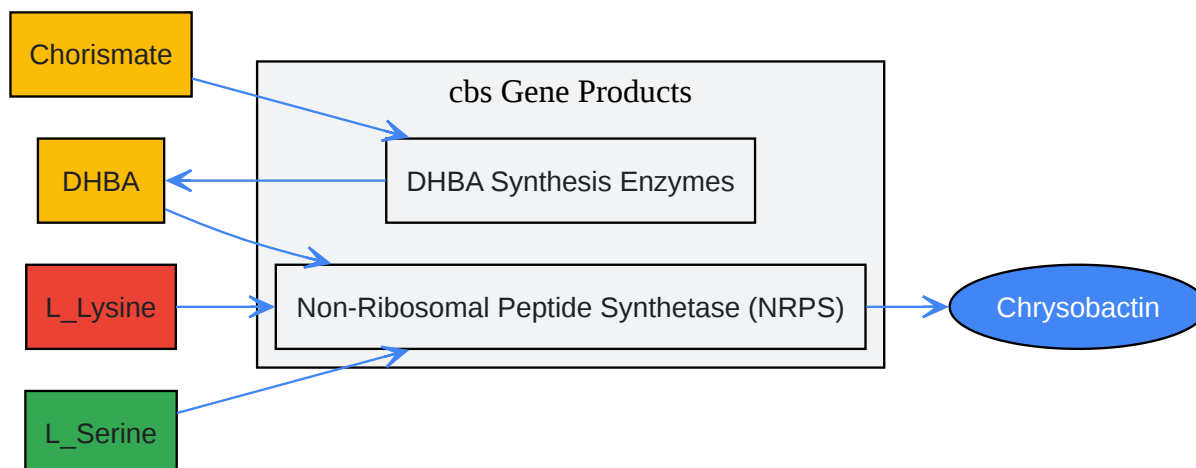 Chorismate
cbs Gene Products
DHBA
DHBA Synthesis Enzymes
L_Lysine
Non-Ribosomal Peptide Synthetase (NRPS)
Chrysobactin
L_Serine